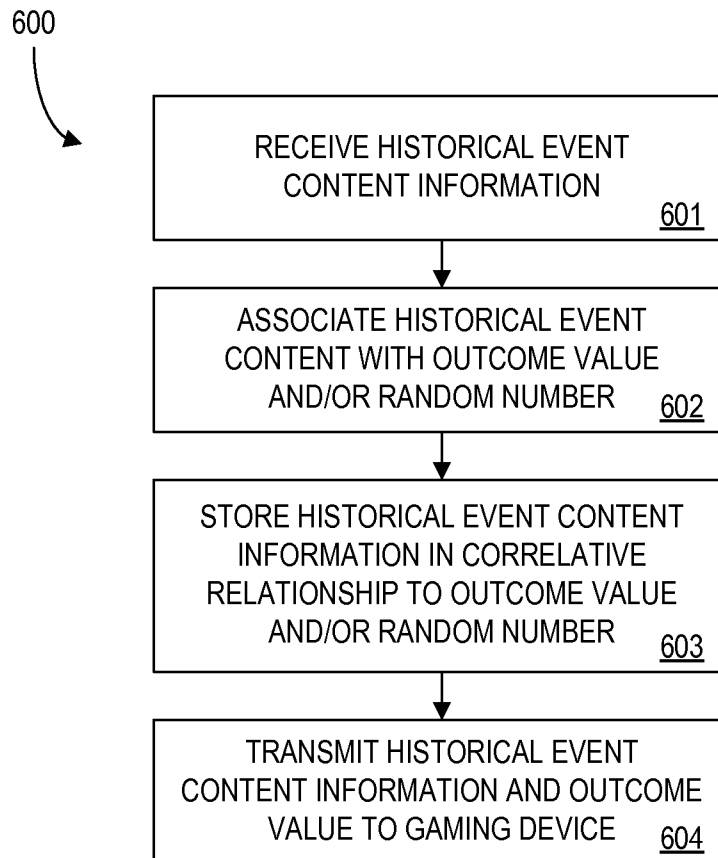 600
RECEIVE HISTORICAL EVENT
CONTENT INFORMATION
601
ASSOCIATE HISTORICAL EVENT
CONTENT WITH OUTCOME VALUE
AND/OR RANDOM NUMBER
602
STORE HISTORICAL EVENT CONTENT
INFORMATION IN CORRELATIVE
RELATIONSHIP TO OUTCOME VALUE
AND/OR RANDOM NUMBER
603
TRANSMIT HISTORICAL EVENT
CONTENT INFORMATION AND OUTCOME
VALUE TO GAMING DEVICE
604